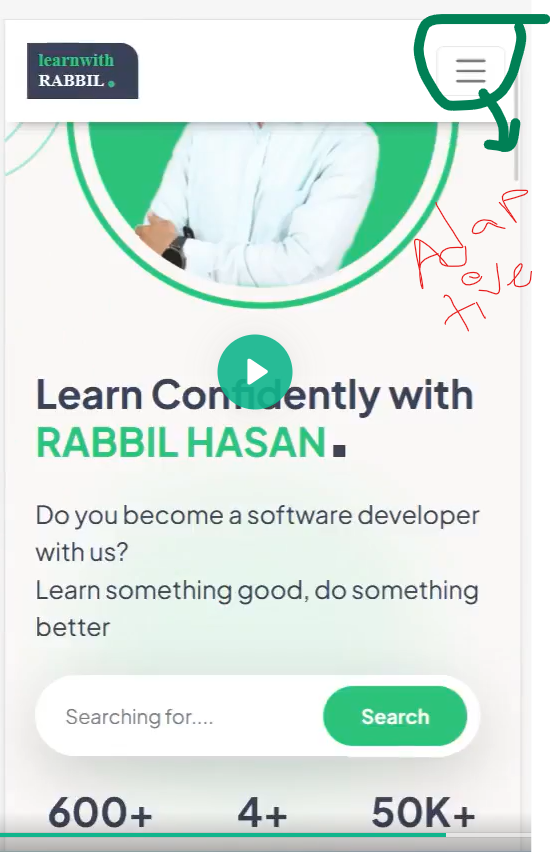 learnwith
RABBIL.
Learn Confidently with
RABBIL HASAN.
Do you become a software developer
with us?
Learn something good, do something
better
Searching for.... Search
600+ 4+ 50K+